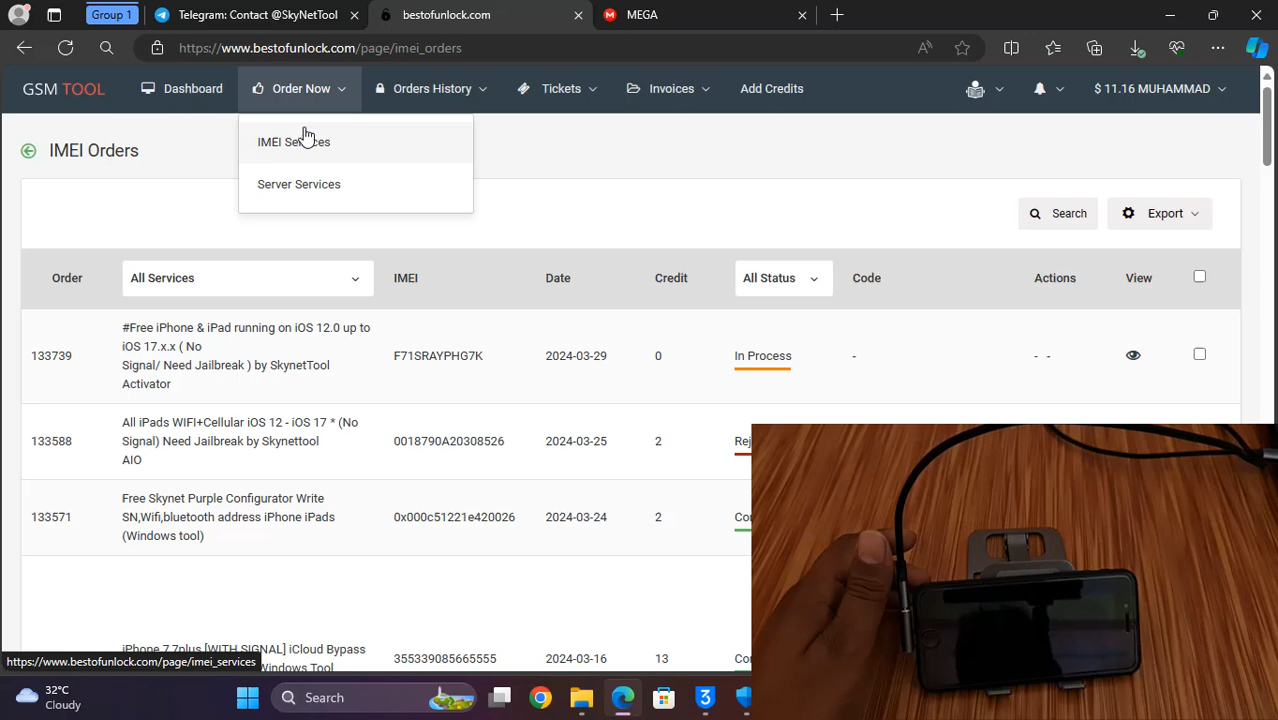 Group 1
Telegram: Contact @SkyNetTool
bestofunlock.com
MEGA
https://www.bestofunlock.com/page/imei_orders
GSM TOOL
Dashboard
Order Now
Orders History
Tickets
Invoices
Add Credits
$ 11.16 MUHAMMAD
IMEI Services
Server Services
IMEI Orders
Search
Export
Order
All Services
IMEI
Date
Credit
All Status
Code
Actions
View
#Free iPhone & iPad running on iOS 12.0 up to
iOS 17.x.x ( No
Signal/ Need Jailbreak ) by SkynetTool
Activator
133739
F71SRAYPHG7K
2024-03-29
0
In Process
-
- -
All iPads WIFI+Cellular iOS 12 - iOS 17 * (No
Signal) Need Jailbreak by Skynettool
AIO
133588
0018790A20308526
2024-03-25
2
Rej
Free Skynet Purple Configurator Write
SN,Wifi,bluetooth address iPhone iPads
(Windows tool)
133571
0x000c51221e420026
2024-03-24
2
Con
iPhone 7,7plus [WITH SIGNAL] iCloud Bypass
Windows Tool
355339085665555
2024-03-16
13
Con
https://www.bestofunlock.com/page/imei_services
32°C
Cloudy
Search